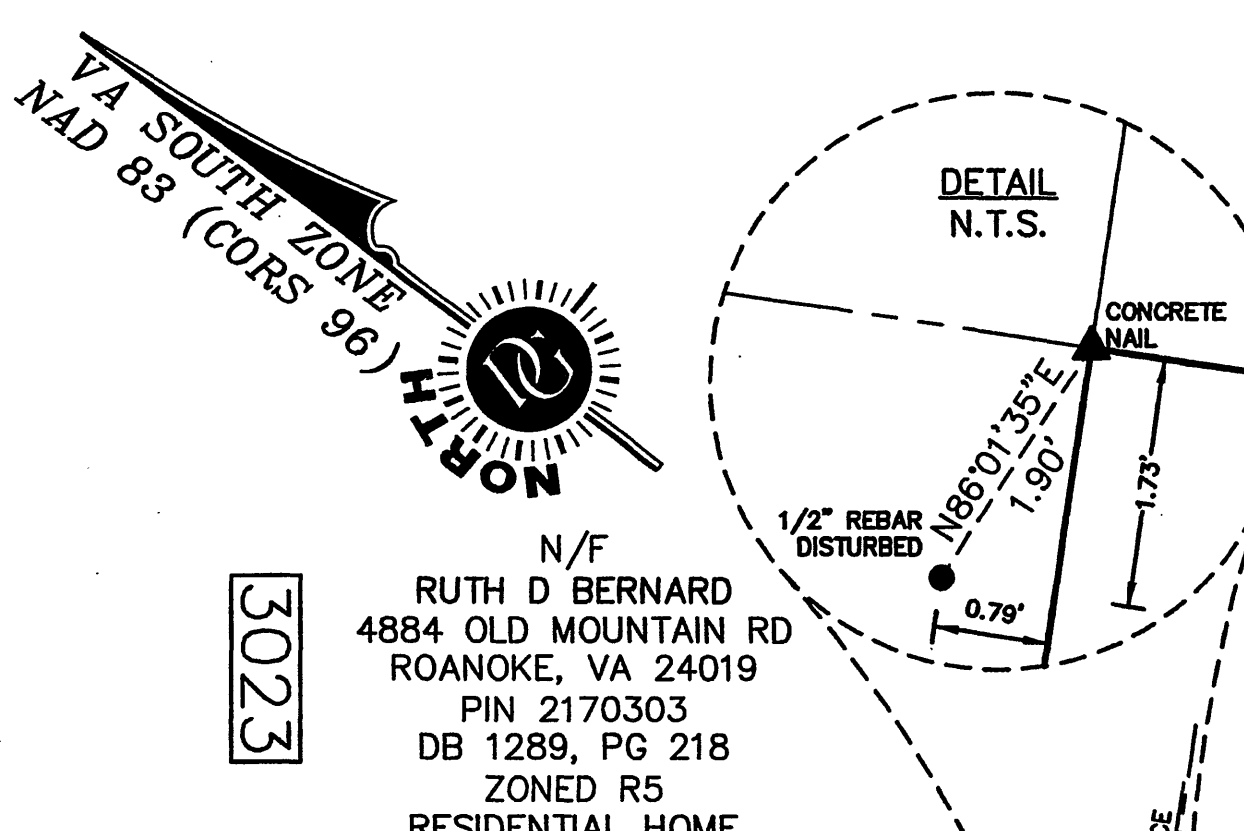 VA SOUTH ZONE
NAD 83 (CORS 96)
NORTH
DETAIL
N.T.S.
CONCRETE
NAIL
N86°01'35"E
1.90'
1.73'
1/2" REBAR
DISTURBED
0.79'
3023
N/F
RUTH D BERNARD
4884 OLD MOUNTAIN RD
ROANOKE, VA 24019
PIN 2170303
DB 1289, PG 218
ZONED R5
RESIDENTIAL HOME